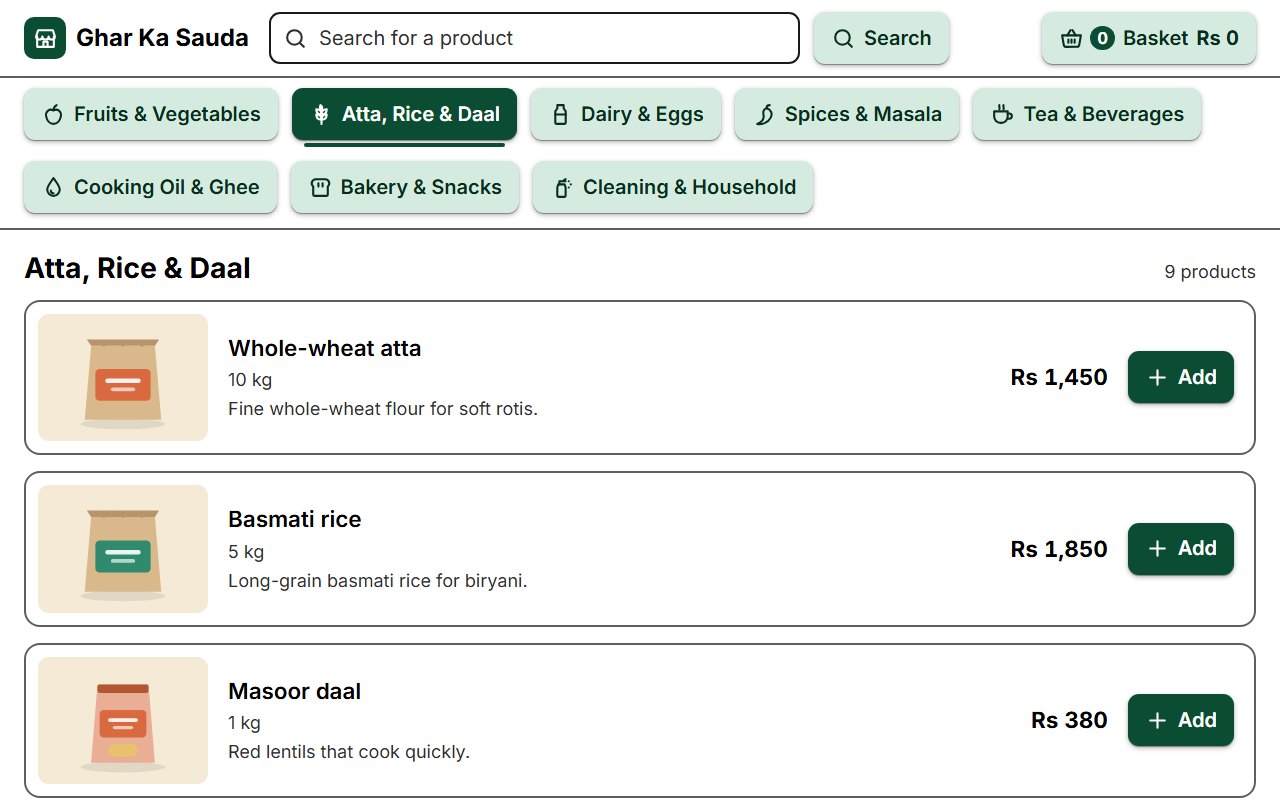 Ghar Ka Sauda
Search for a product
Search
0 Basket Rs 0
Fruits & Vegetables
Atta, Rice & Daal
Dairy & Eggs
Spices & Masala
Tea & Beverages
Cooking Oil & Ghee
Bakery & Snacks
Cleaning & Household
Atta, Rice & Daal
9 products
Whole-wheat atta
10 kg
Fine whole-wheat flour for soft rotis.
Rs 1,450
+ Add
Basmati rice
5 kg
Long-grain basmati rice for biryani.
Rs 1,850
+ Add
Masoor daal
1 kg
Red lentils that cook quickly.
Rs 380
+ Add